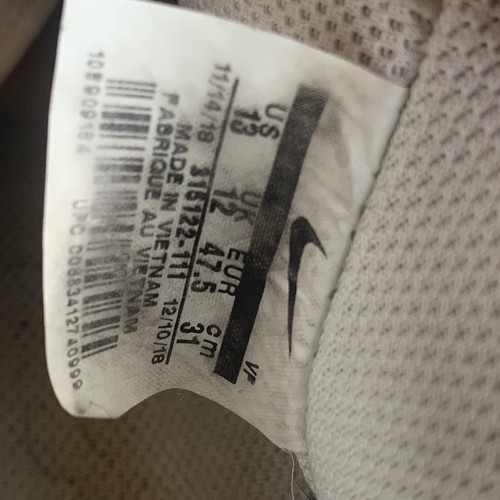 VF
US UK EUR cm
13 12 47.5 31
11/14/18 315122-111 12/10/18
MADE IN VIETNAM
FABRIQUE AU VIETNAM
UPC 00883412740999